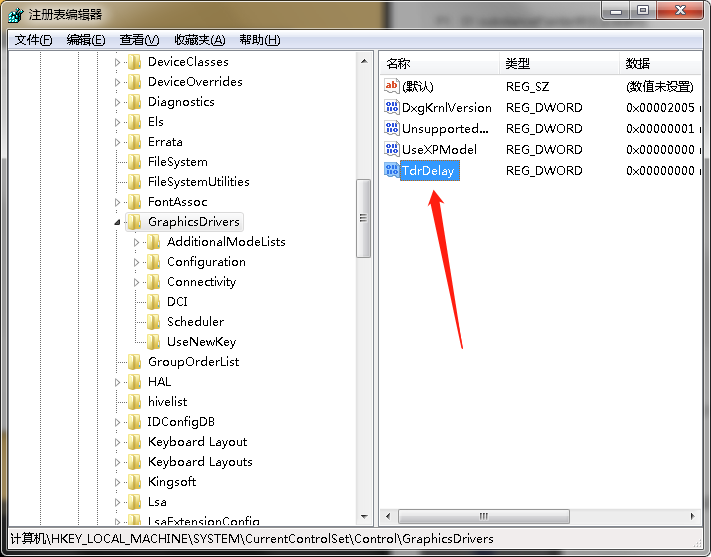 注册表编辑器
文件(F) 编辑(E) 查看(V) 收藏夹(A) 帮助(H)
DeviceClasses
DeviceOverrides
Diagnostics
Els
Errata
FileSystem
FileSystemUtilities
FontAssoc
GraphicsDrivers
AdditionalModeLists
Configuration
Connectivity
DCI
Scheduler
UseNewKey
GroupOrderList
HAL
hivelist
IDConfigDB
Keyboard Layout
Keyboard Layouts
Kingsoft
Lsa
LsaExtensionConfig
名称 类型 数据
(默认) REG_SZ (数值未设置)
DxgKrnlVersion REG_DWORD 0x00002005
Unsupported... REG_DWORD 0x00000001
UseXPModel REG_DWORD 0x00000000
TdrDelay REG_DWORD 0x00000000
计算机\HKEY_LOCAL_MACHINE\SYSTEM\CurrentControlSet\Control\GraphicsDrivers